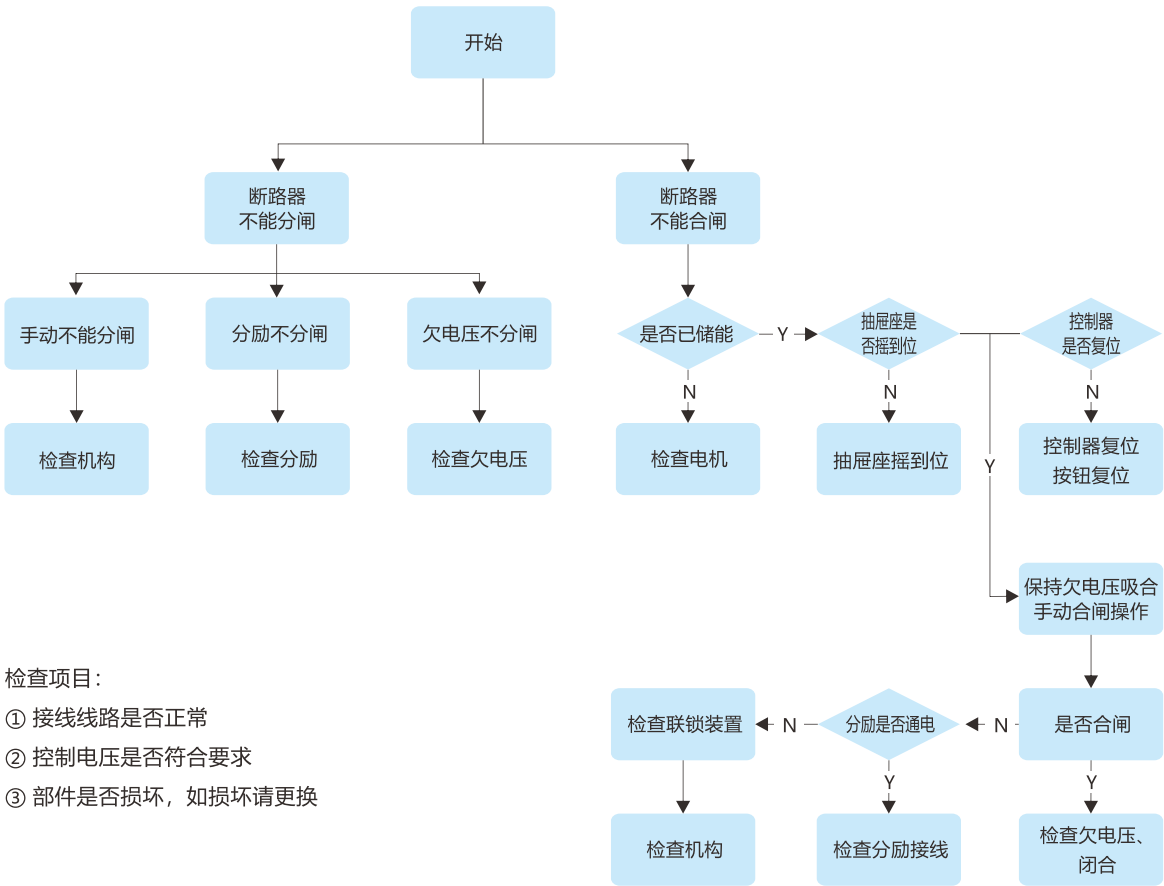 开始
断路器
不能分闸
断路器
不能合闸
手动不能分闸
分励不分闸
欠电压不分闸
是否已储能
Y
抽屉座是
否摇到位
控制器
是否复位
N
N
N
检查机构
检查分励
检查欠电压
检查电机
抽屉座摇到位
Y
控制器复位
按钮复位
保持欠电压吸合
手动合闸操作
检查联锁装置
N
分励是否通电
N
是否合闸
Y
Y
检查机构
检查分励接线
检查欠电压、
闭合
检查项目：
① 接线线路是否正常
② 控制电压是否符合要求
③ 部件是否损坏，如损坏请更换